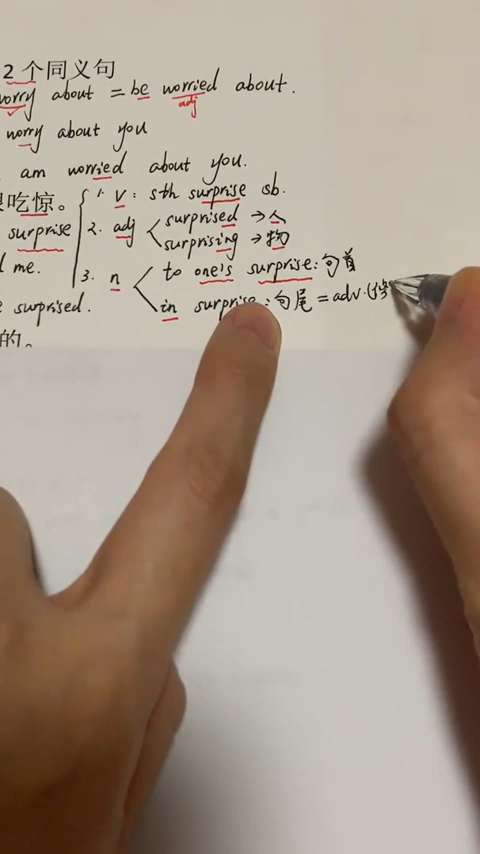 2个同义句
worry about = be worried about.
adj
worry about you
am worried about you.
吃惊。
1. v: sth surprise sb.
surprise
2. adj
surprised → 人
surprising → 物
me.
3. n
to one's surprise: 句首
surprised.
in surprise: 句尾 = adv.(修
的。